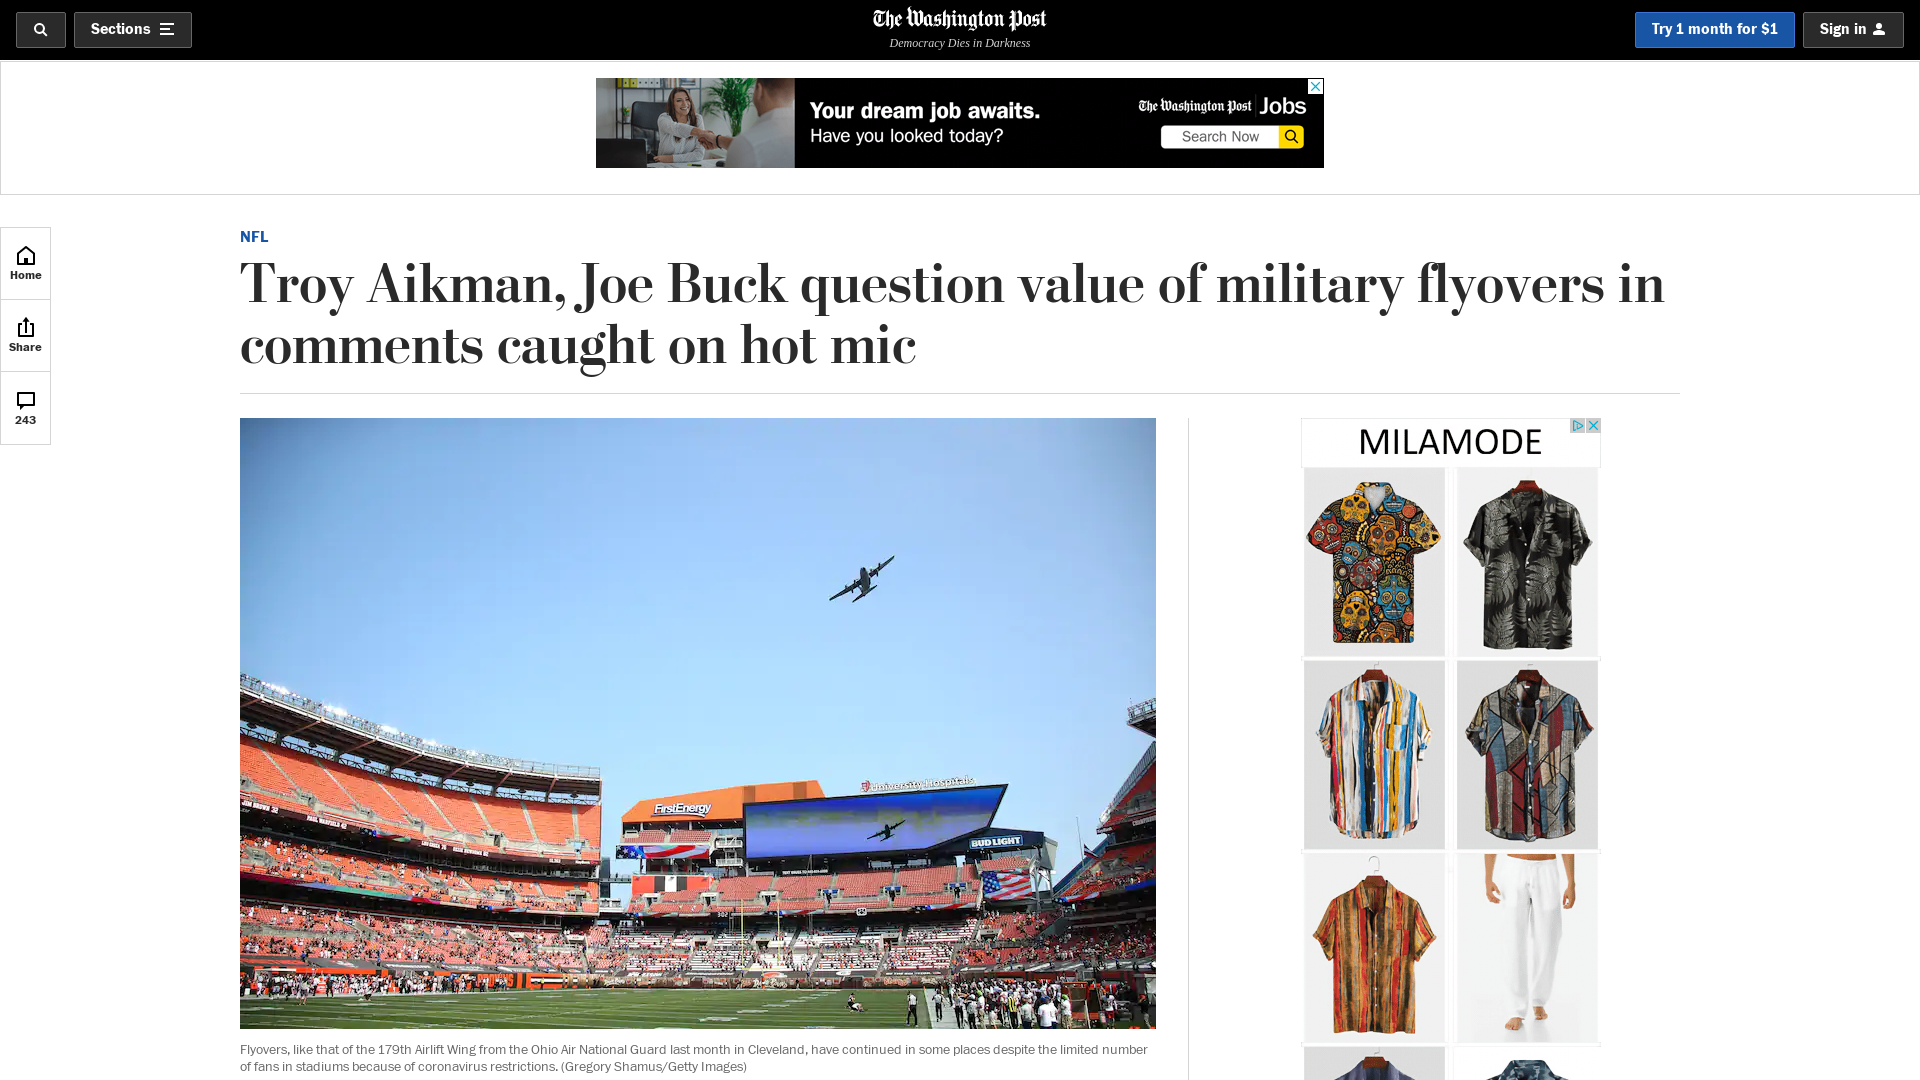 Sections
The Washington Post
Democracy Dies in Darkness
Try 1 month for $1
Sign in
Your dream job awaits.
Have you looked today?
The Washington Post Jobs
Search Now
Home
Share
243
NFL
Troy Aikman, Joe Buck question value of military flyovers in
comments caught on hot mic
MILAMODE
University Hospitals
FirstEnergy
BUD LIGHT
JIM BROWN 32
Flyovers, like that of the 179th Airlift Wing from the Ohio Air National Guard last month in Cleveland, have continued in some places despite the limited number
of fans in stadiums because of coronavirus restrictions. (Gregory Shamus/Getty Images)